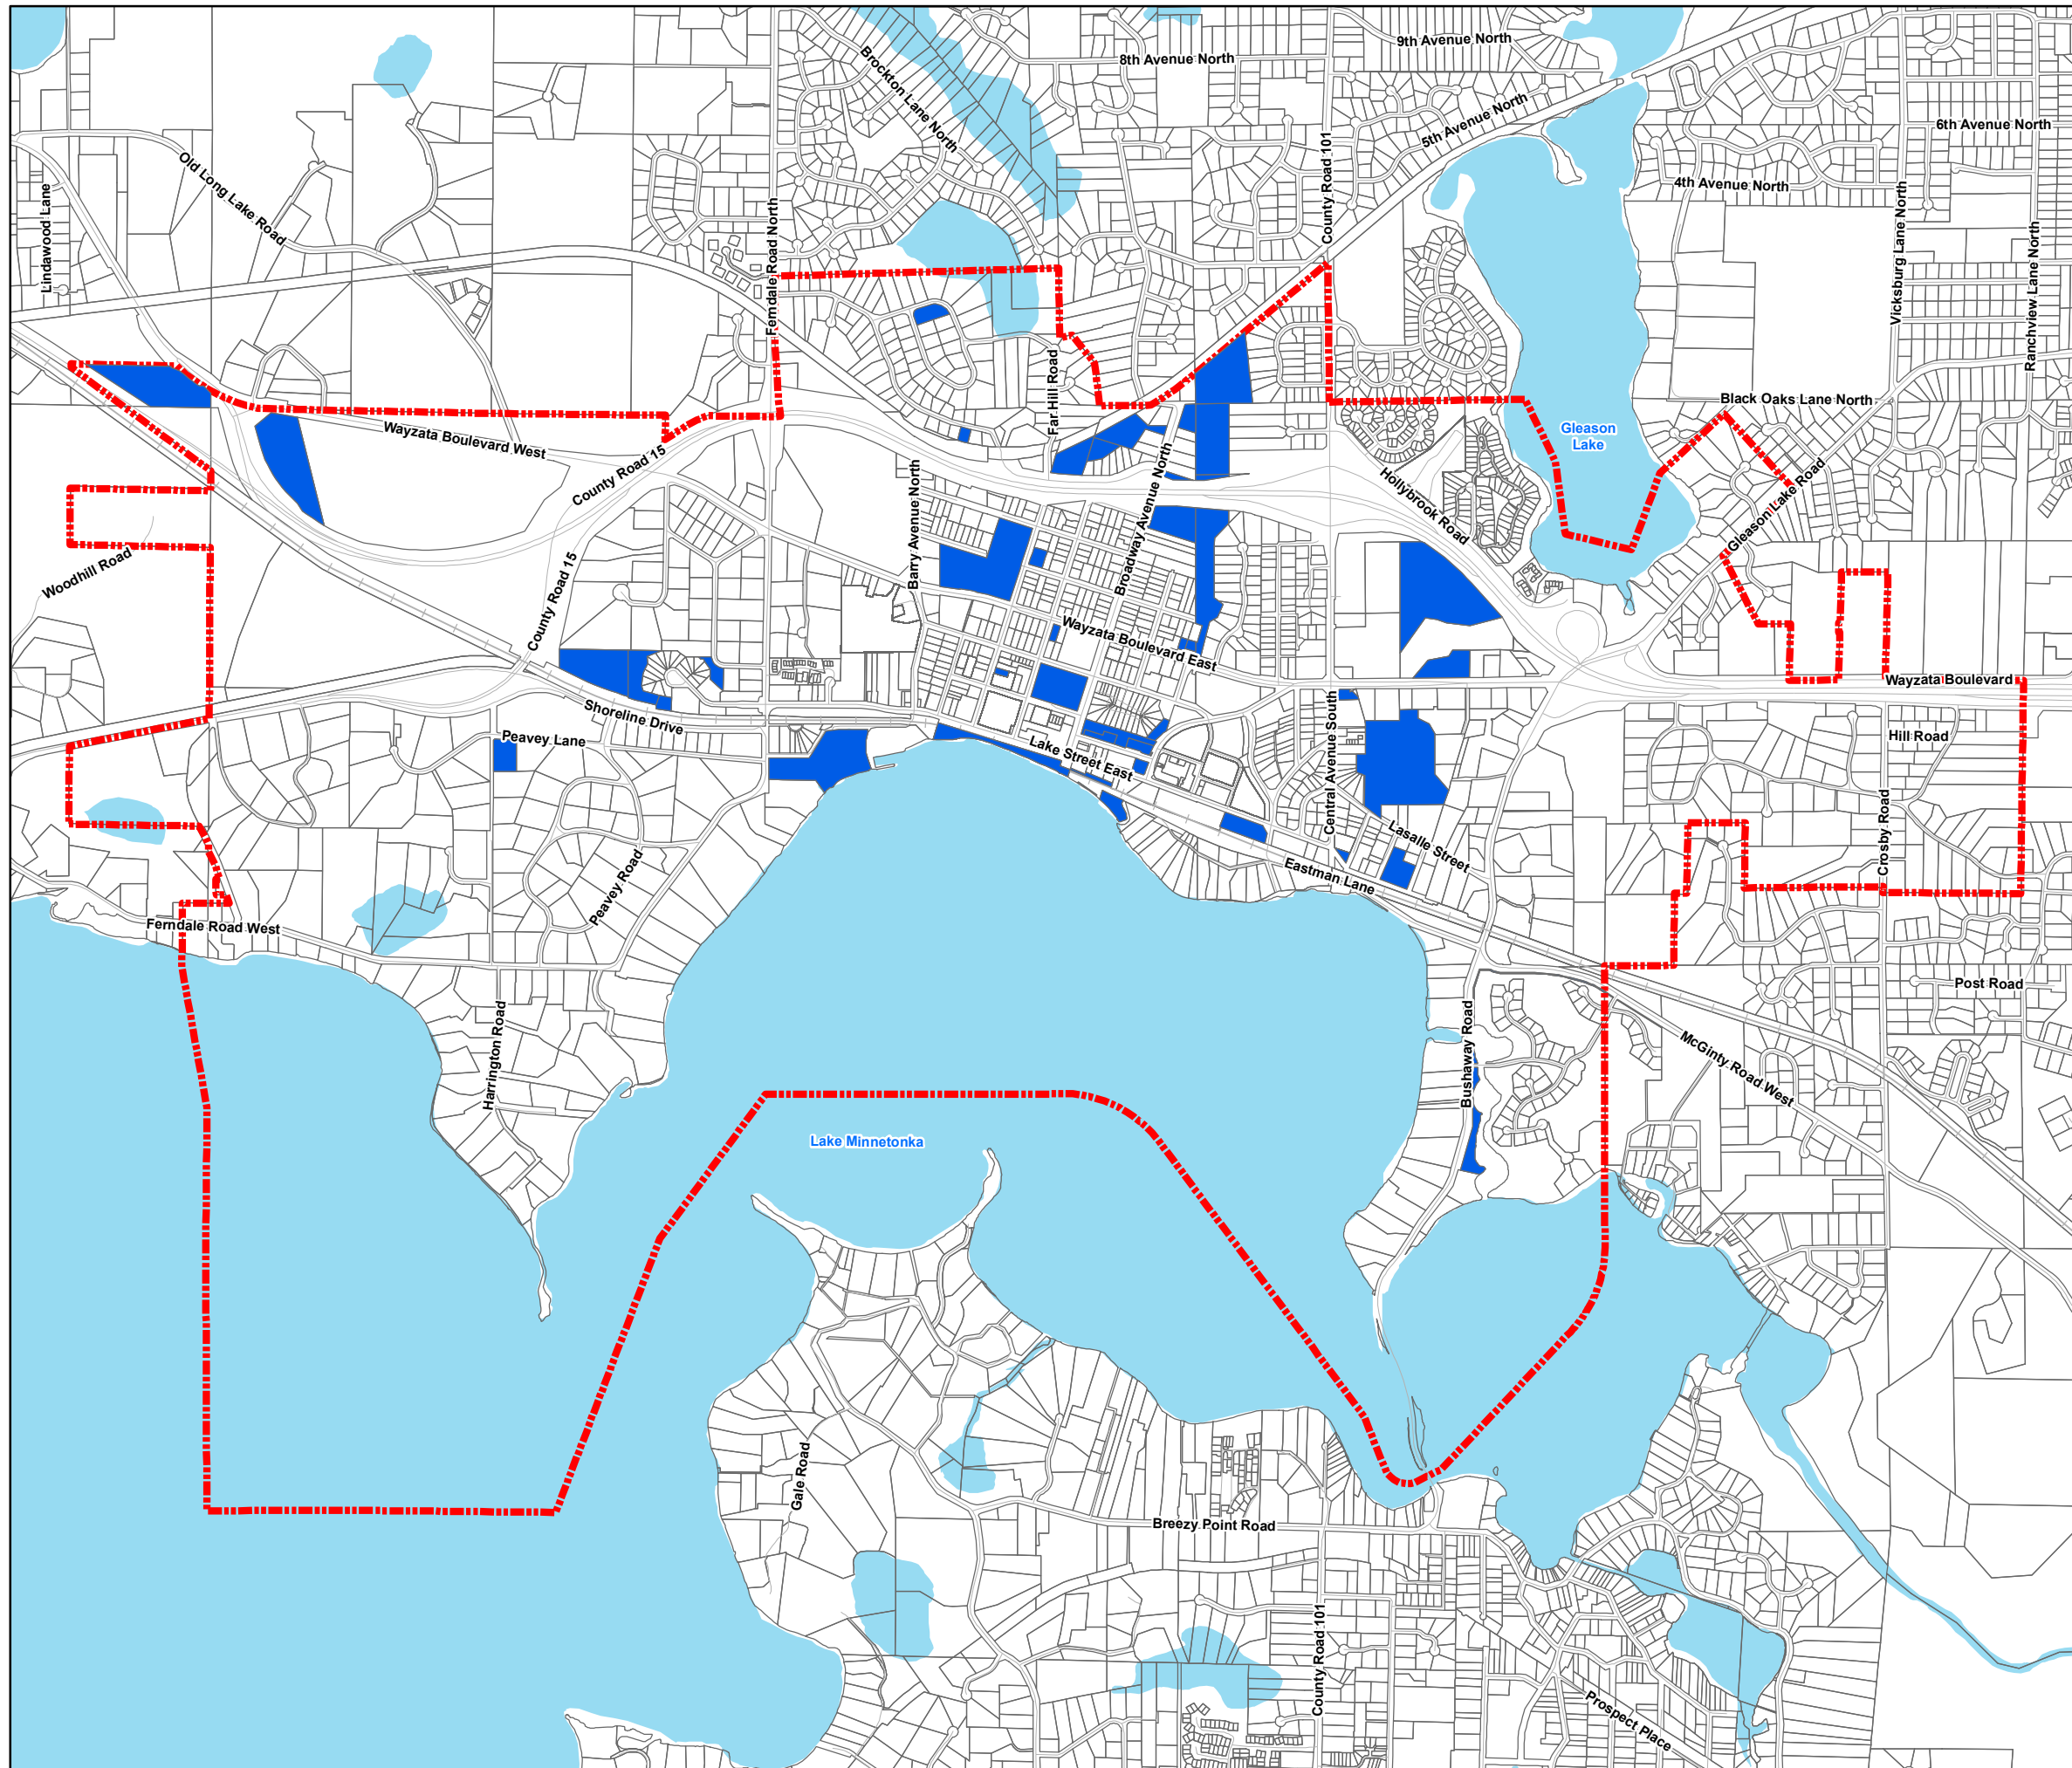 9th Avenue North
8th Avenue North
Brockton Lane North
5th Avenue North
6th Avenue North
Old Long Lake Road
Lindawood Lane
County Road 101
4th Avenue North
Vicksburg Lane North
Ranchview Lane North
Ferndale Road North
Far Hill Road
Black Oaks Lane North
Gleason
Lake
Wayzata Boulevard West
County Road 15
Barry Avenue North
Broadway Avenue North
Hollybrook Road
Gleason Lake Road
Woodhill Road
County Road 15
Wayzata Boulevard East
Wayzata Boulevard
Shoreline Drive
Peavey Lane
Lake Street East
Central Avenue South
Hill Road
Crosby Road
Lasalle Street
Eastman Lane
Peavey Road
Ferndale Road West
Post Road
Harrington Road
Bushaway Road
McGinty Road West
Lake Minnetonka
Gale Road
Breezy Point Road
County Road 101
Prospect Place